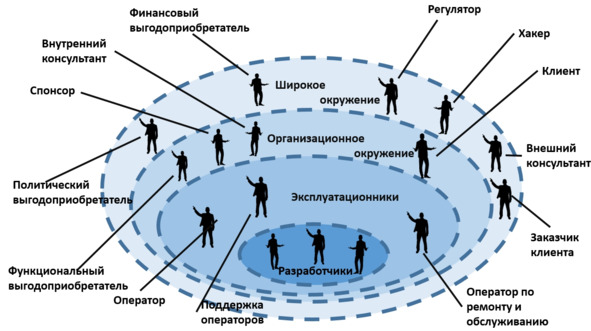 Финансовый
выгодоприобретатель
Регулятор
Хакер
Внутренний
консультант
Клиент
Спонсор
Широкое
окружение
Организационное
окружение
Внешний
консультант
Политический
выгодоприобретатель
Эксплуатационники
Заказчик
клиента
Функциональный
выгодоприобретатель
Разработчики
Оператор
Поддержка
операторов
Оператор по
ремонту и
обслуживанию